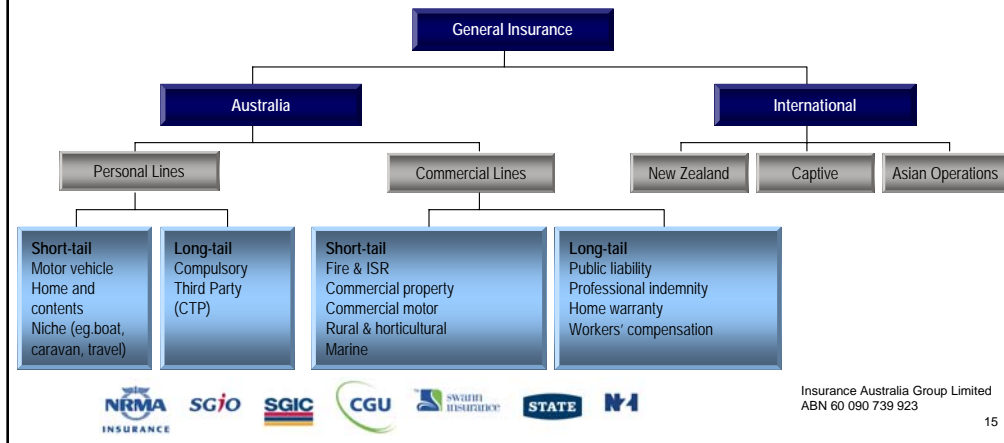 General Insurance
Australia
International
Personal Lines
Commercial Lines
New Zealand
Captive
Asian Operations
Short-tail
Motor vehicle
Home and
contents
Niche (eg.boat,
caravan, travel)
Long-tail
Compulsory
Third Party
(CTP)
Short-tail
Fire & ISR
Commercial property
Commercial motor
Rural & horticultural
Marine
Long-tail
Public liability
Professional indemnity
Home warranty
Workers' compensation
NRMA
INSURANCE
SGIO
SGIC
CGU
swann
insurance
STATE
Insurance Australia Group Limited
ABN 60 090 739 923
15